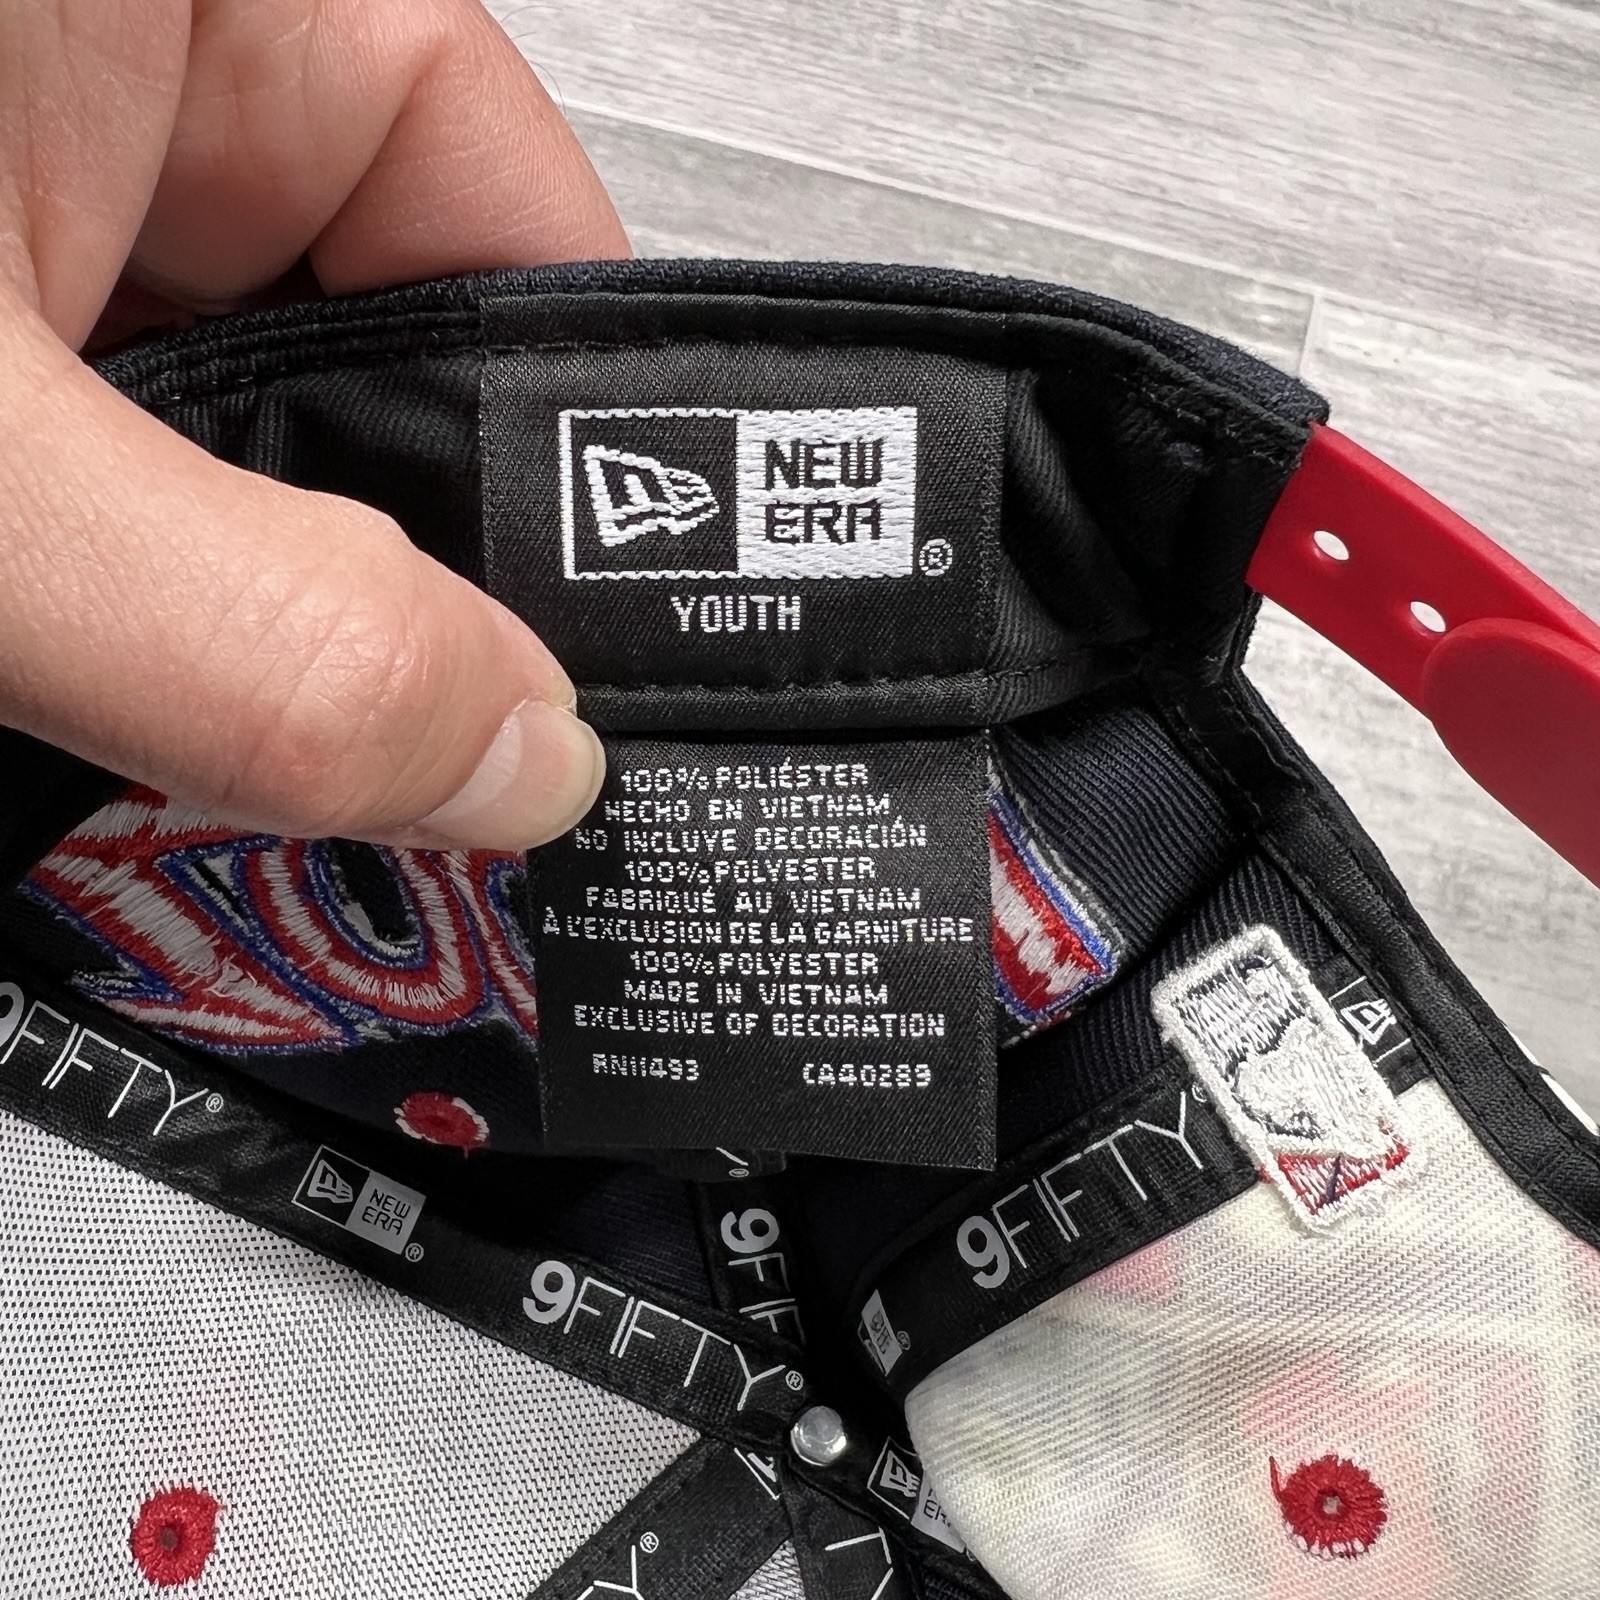 NEW
ERA
®
YOUTH
100% POLIÉSTER
HECHO EN VIETNAM
NO INCLUYE DECORACIÓN
100% POLYESTER
FABRIQUÉ AU VIETNAM
À L'EXCLUSION DE LA GARNITURE
100% POLYESTER
MADE IN VIETNAM
EXCLUSIVE OF DECORATION
RN11493 CA40289
9FIFTY®
NEW
ERA®
9FIFTY®
9FIFTY
9FIFTY